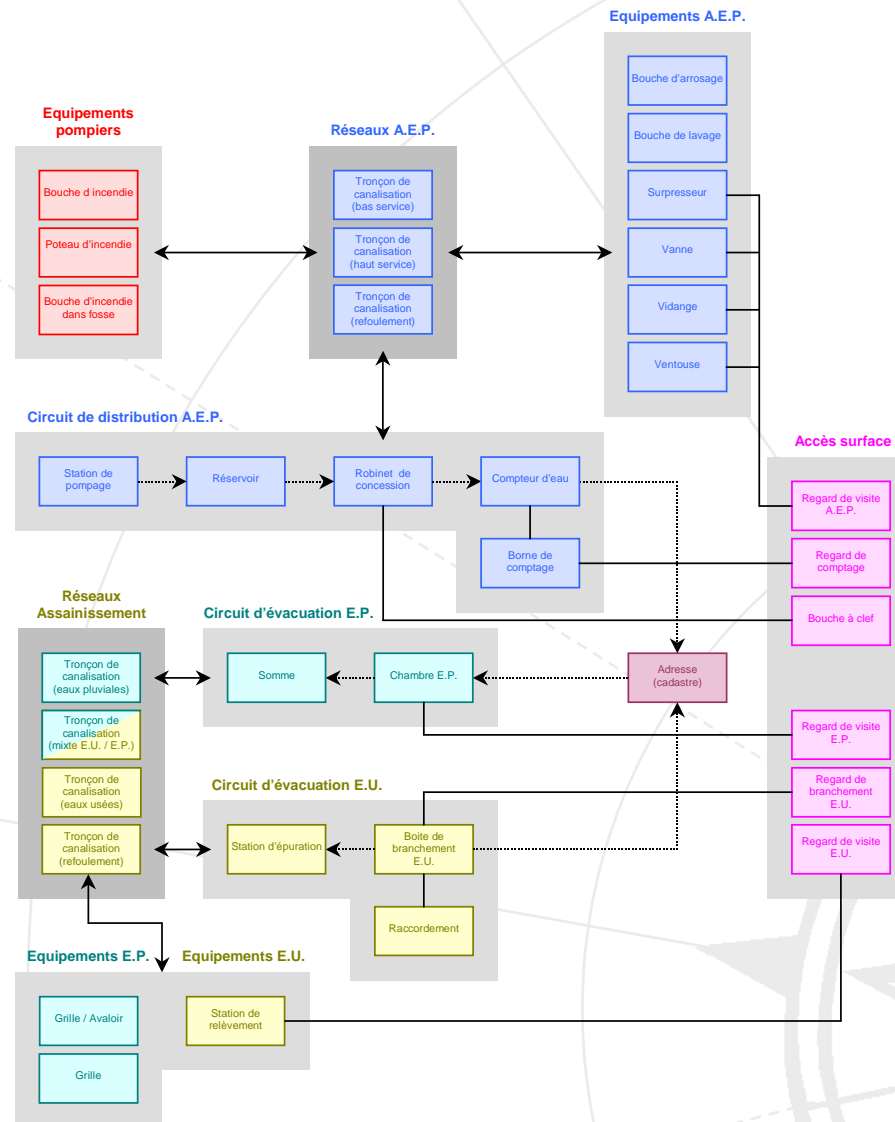 Equipements A.E.P.
Bouche d'arrosage
Bouche de lavage
Surpresseur
Vanne
Vidange
Ventouse
Equipements
pompiers
Bouche d incendie
Poteau d'incendie
Bouche d'incendie
dans fosse
Réseaux A.E.P.
Tronçon de
canalisation
(bas service)
Tronçon de
canalisation
(haut service)
Tronçon de
canalisation
(refoulement)
Circuit de distribution A.E.P.
Station de
pompage
Réservoir
Robinet de
concession
Compteur d'eau
Borne de
comptage
Accès surface
Regard de visite
A.E.P.
Regard de
comptage
Bouche à clef
Regard de visite
E.P.
Regard de
branchement
E.U.
Regard de visite
E.U.
Réseaux
Assainissement
Tronçon de
canalisation
(eaux pluviales)
Tronçon de
canalisation
(mixte E.U. / E.P.)
Tronçon de
canalisation
(eaux usées)
Tronçon de
canalisation
(refoulement)
Circuit d'évacuation E.P.
Somme
Chambre E.P.
Adresse
(cadastre)
Circuit d'évacuation E.U.
Station d'épuration
Boite de
branchement
E.U.
Raccordement
Equipements E.P.
Grille / Avaloir
Grille
Equipements E.U.
Station de
relèvement